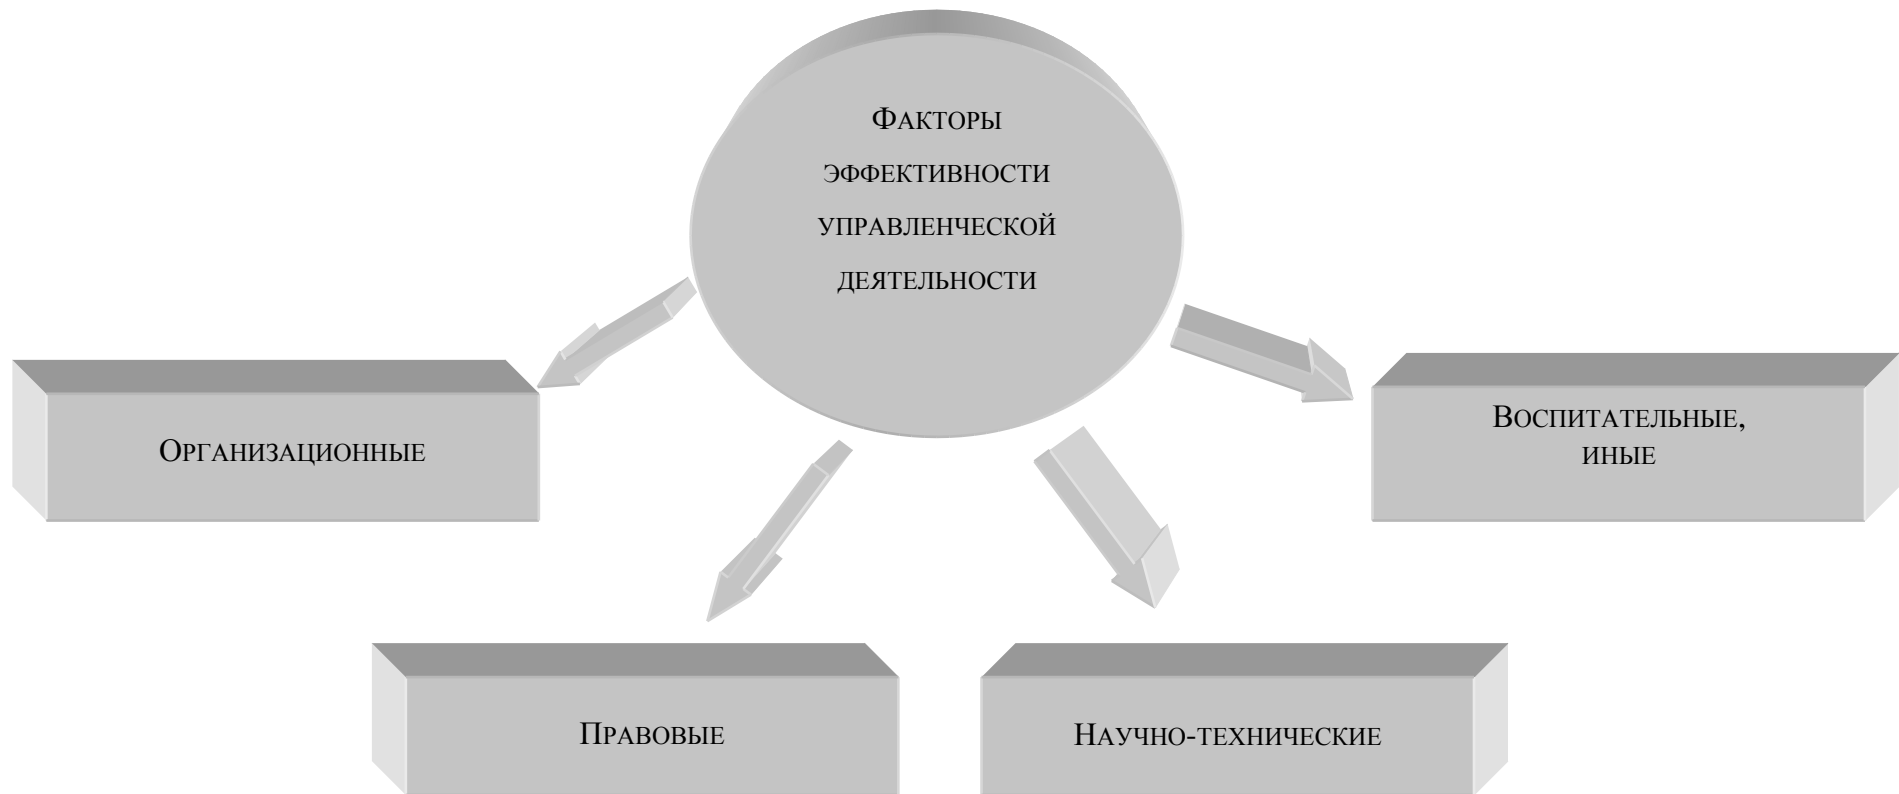 Факторы
эффективности
управленческой
деятельности
Организационные
Воспитательные,
иные
Правовые
Научно-технические